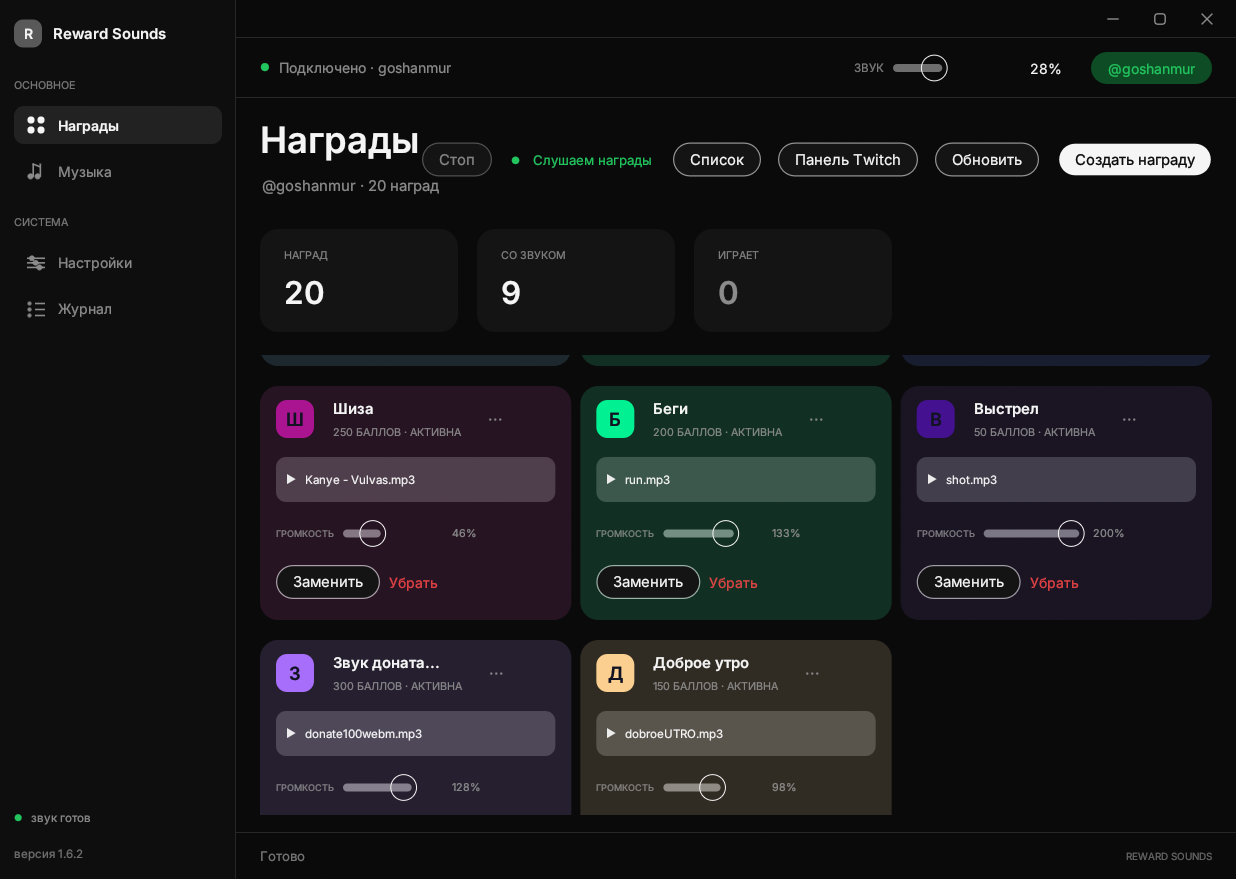 R Reward Sounds
ОСНОВНОЕ
Награды
Музыка
СИСТЕМА
Настройки
Журнал
звук готов
версия 1.6.2
Подключено · goshanmur
ЗВУК
28%
@goshanmur
Награды
@goshanmur · 20 наград
Стоп
Слушаем награды
Список
Панель Twitch
Обновить
Создать награду
НАГРАД
20
СО ЗВУКОМ
9
ИГРАЕТ
0
Ш
Шиза
250 БАЛЛОВ · АКТИВНА
...
Kanye - Vulvas.mp3
ГРОМКОСТЬ
46%
Заменить
Убрать
Б
Беги
200 БАЛЛОВ · АКТИВНА
...
run.mp3
ГРОМКОСТЬ
133%
Заменить
Убрать
В
Выстрел
50 БАЛЛОВ · АКТИВНА
...
shot.mp3
ГРОМКОСТЬ
200%
Заменить
Убрать
З
Звук доната...
300 БАЛЛОВ · АКТИВНА
...
donate100webm.mp3
ГРОМКОСТЬ
128%
Д
Доброе утро
150 БАЛЛОВ · АКТИВНА
...
dobroeUTRO.mp3
ГРОМКОСТЬ
98%
Готово
REWARD SOUNDS